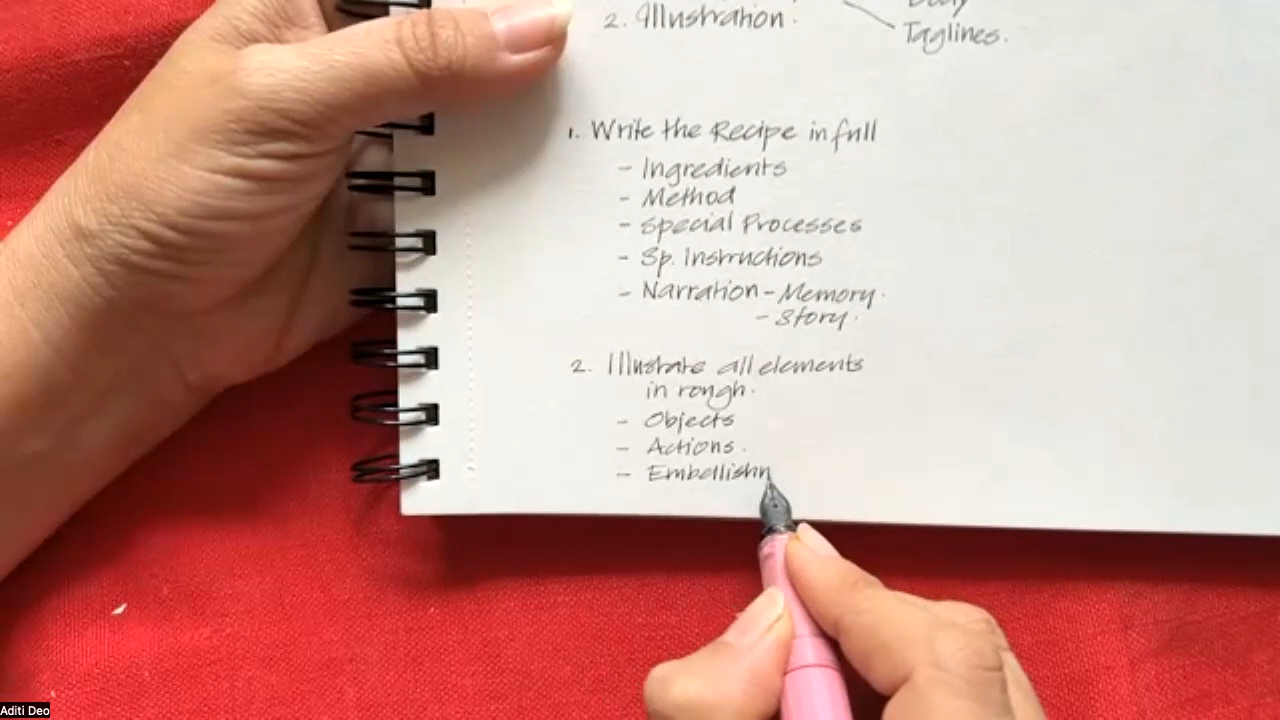 Body
2. Illustration.
Taglines.
1. Write the Recipe in full
- Ingredients
- Method
- Special Processes
- Sp. Instructions
- Narration - Memory.
- Story.
2. Illustrate all elements
in rough.
- Objects
- Actions.
- Embellishn
Aditi Deo